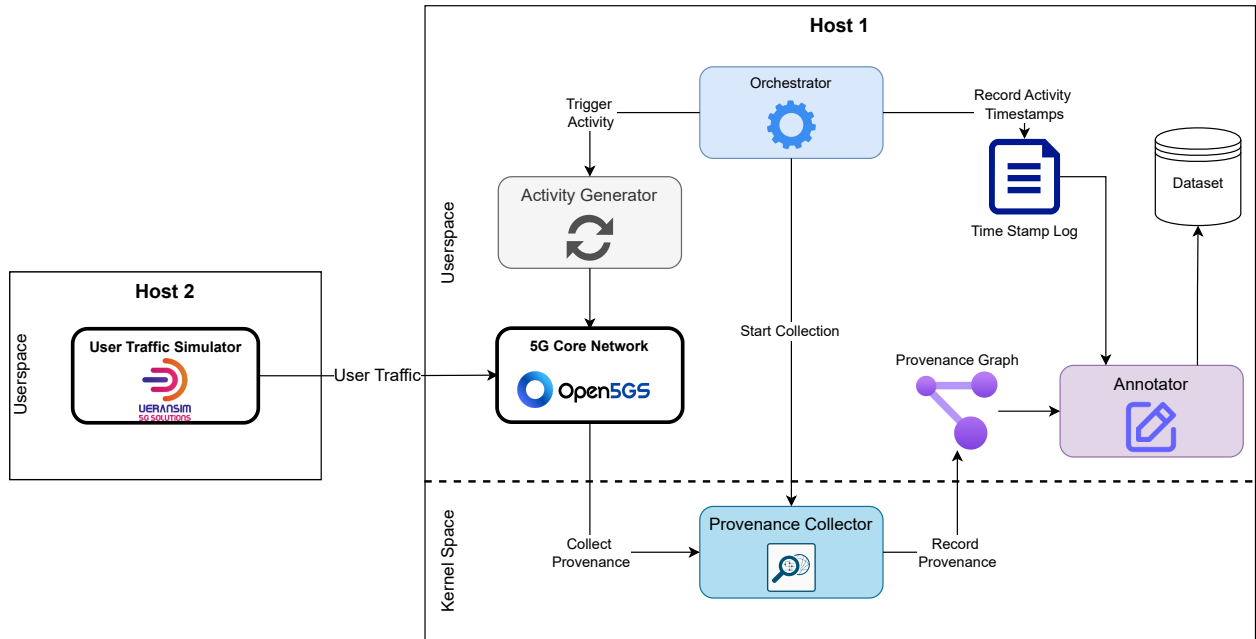 Host 1
Orchestrator
Trigger
Activity
Record Activity
Timestamps
Activity Generator
Time Stamp Log
Dataset
Userspace
Host 2
Userspace
User Traffic Simulator
UERANSIM
5G SOLUTIONS
User Traffic
5G Core Network
Open5GS
Start Collection
Provenance Graph
Annotator
Kernel Space
Collect
Provenance
Provenance Collector
Record
Provenance